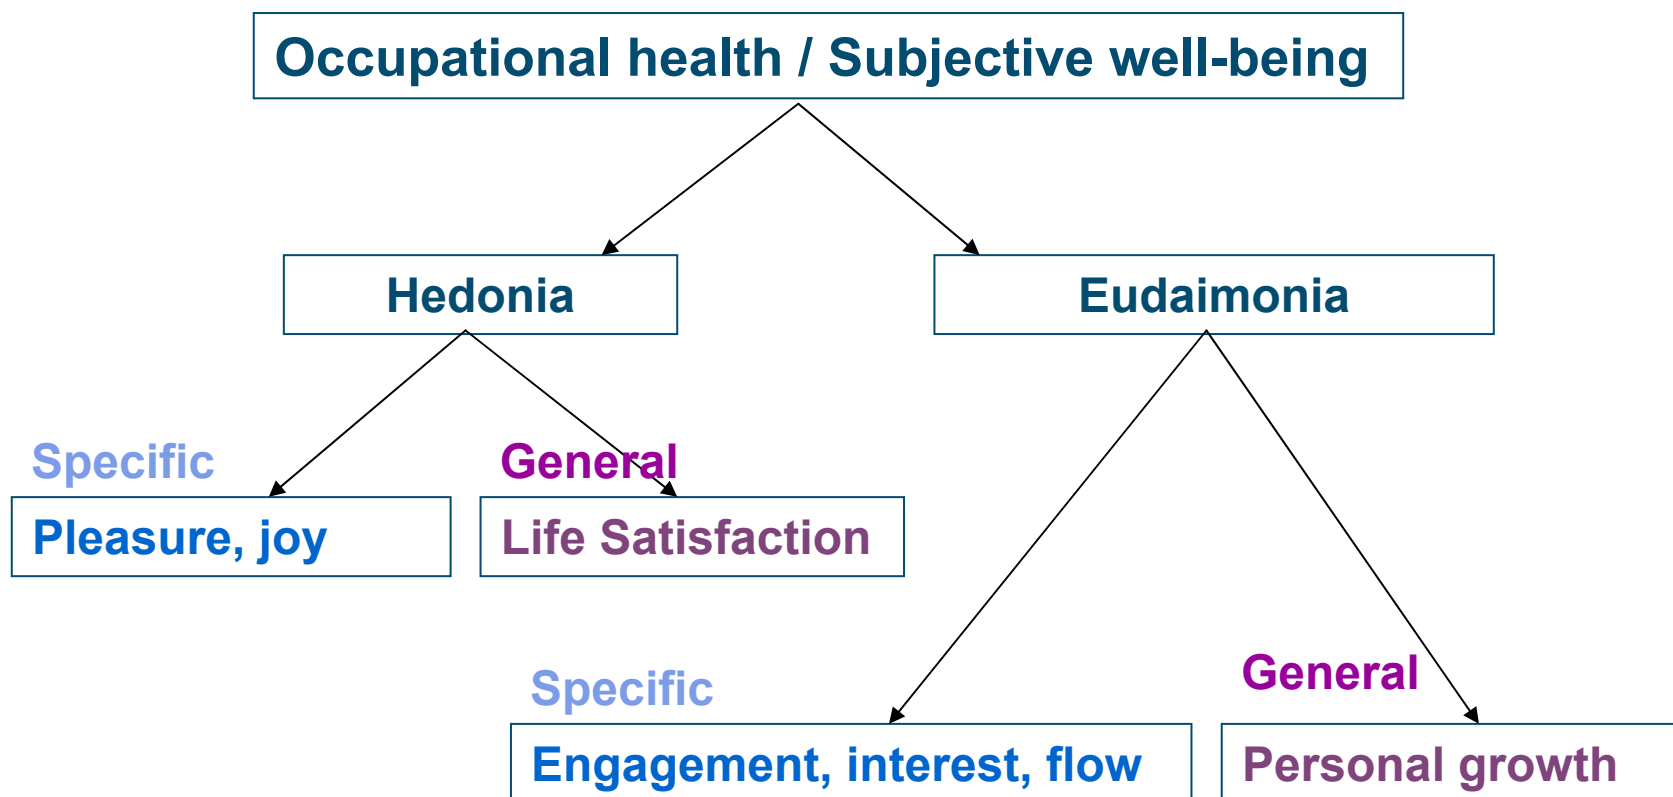 Occupational health / Subjective well-being
Hedonia
Eudaimonia
Specific
General
Pleasure, joy
Life Satisfaction
Specific
General
Engagement, interest, flow
Personal growth